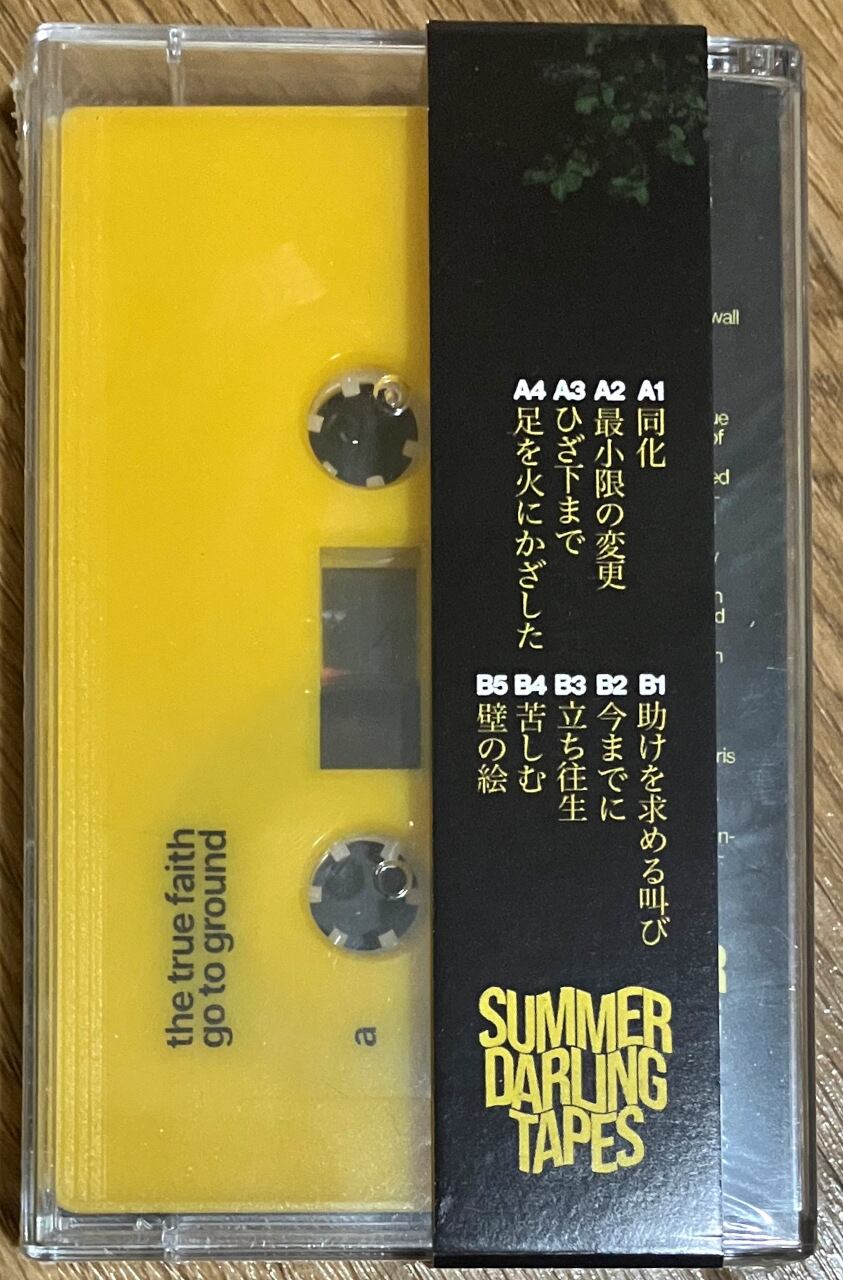 the true faith
go to ground
a
A1 同化
A2 最小限の変更
A3 ひざ下まで
A4 足を火にかざした
B1 助けを求める叫び
B2 今までに
B3 立ち往生
B4 苦しむ
B5 壁の絵
SUMMER
DARLING
TAPES
wall